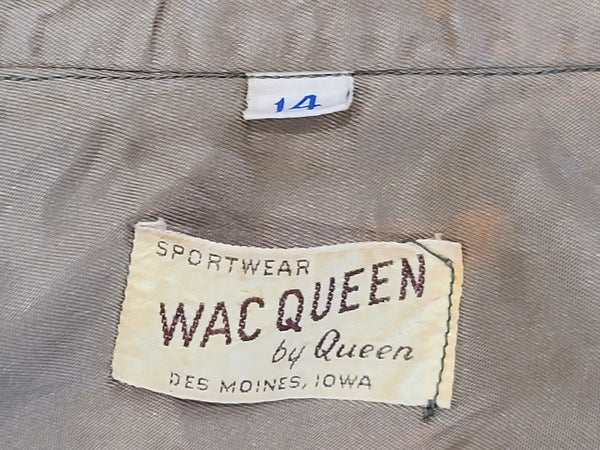 14
SPORTWEAR
WAC QUEEN
by Queen
DES MOINES, IOWA